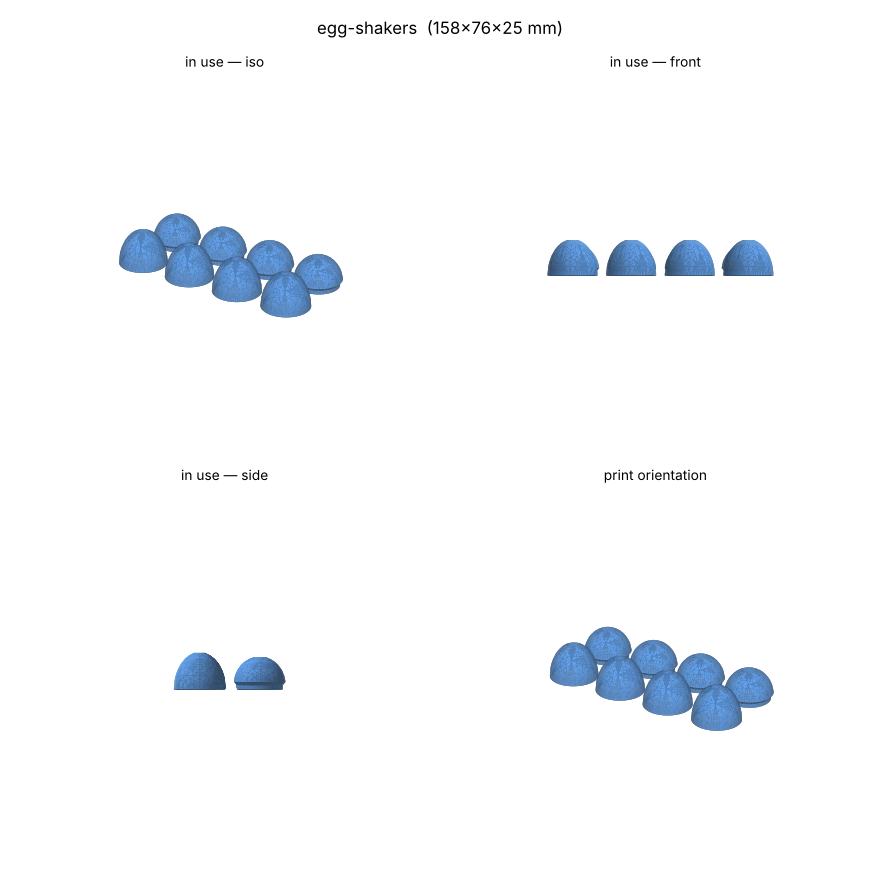 egg-shakers (158×76×25 mm)
in use — iso
in use — front
in use — side
print orientation